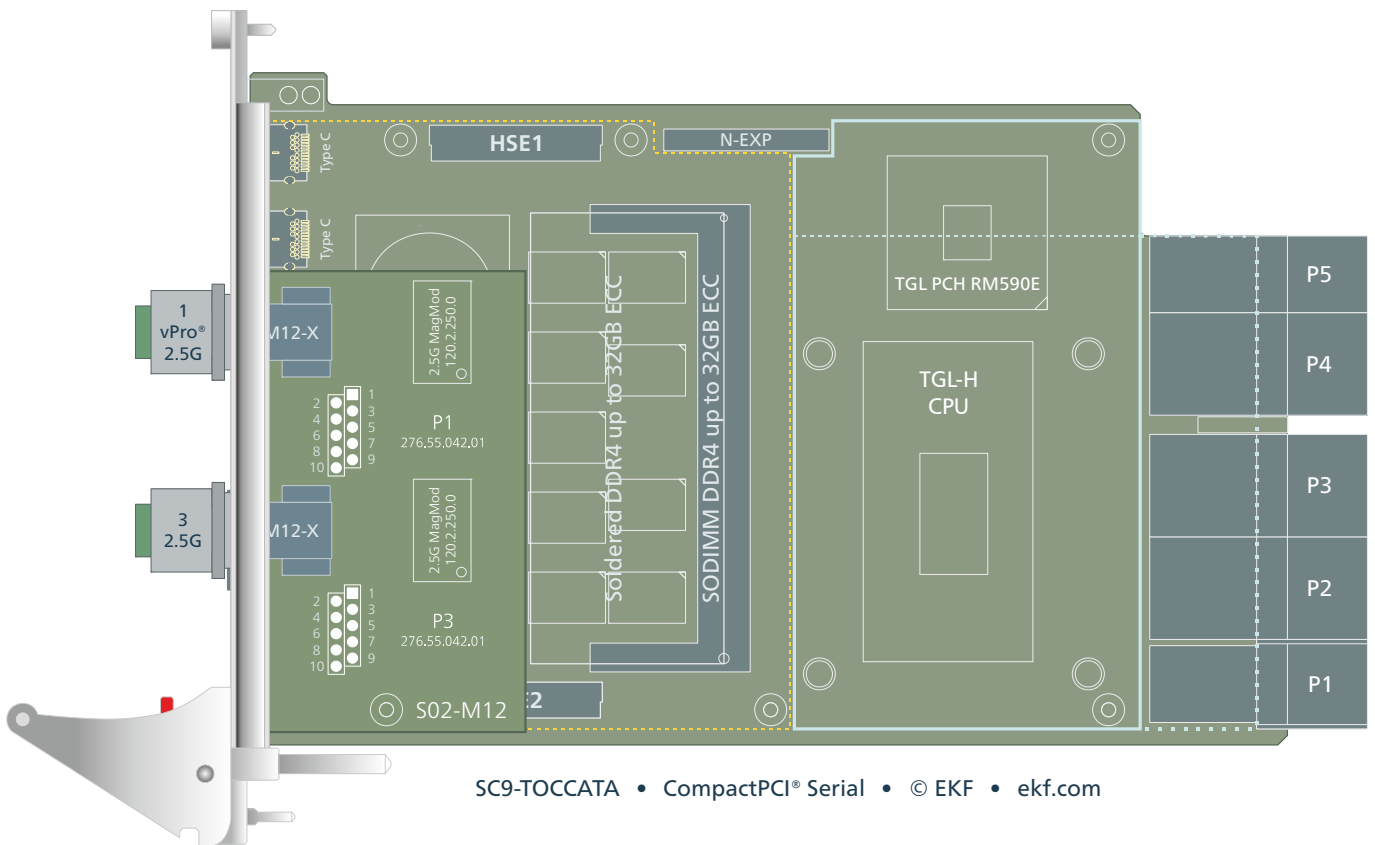 Type C
HSE1
N-EXP
Type C
TGL PCH RM590E
P5
1
vPro®
2.5G
M12-X
2.5G MagMod
120.2.250.0
Soldered DDR4 up to 32GB ECC
SODIMM DDR4 up to 32GB ECC
TGL-H
CPU
P4
1
2
3
4
5
6
7
8
9
10
P1
276.55.042.01
P3
3
2.5G
M12-X
2.5G MagMod
120.2.250.0
P2
1
2
3
4
5
6
7
8
9
10
P3
276.55.042.01
P1
S02-M12
E2
SC9-TOCCATA • CompactPCI® Serial • © EKF • ekf.com